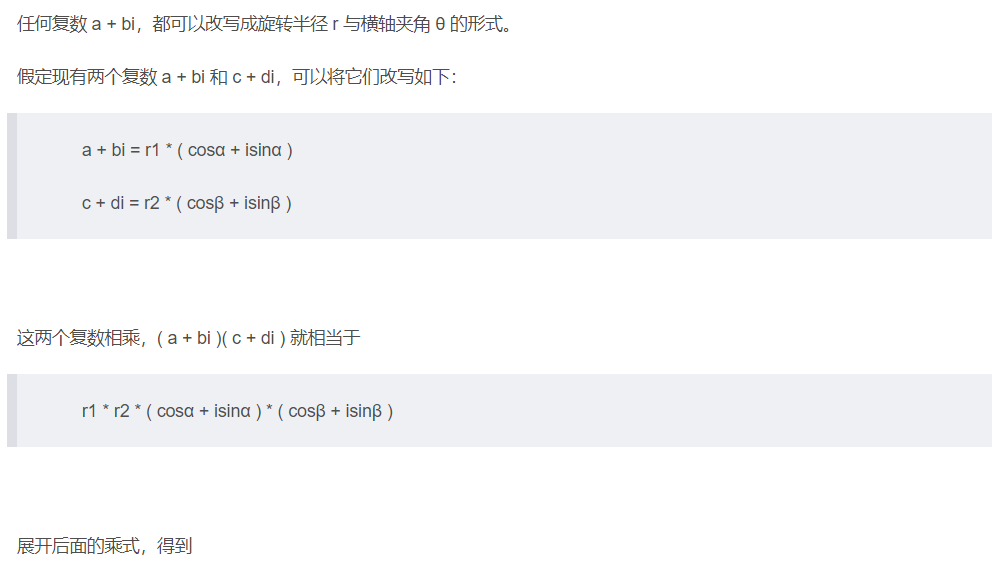 任何复数 a + bi，都可以改写成旋转半径 r 与横轴夹角 θ 的形式。
假定现有两个复数 a + bi 和 c + di，可以将它们改写如下：
a + bi = r1 * ( cosα + isinα )
c + di = r2 * ( cosβ + isinβ )
这两个复数相乘，( a + bi )( c + di ) 就相当于
r1 * r2 * ( cosα + isinα ) * ( cosβ + isinβ )
展开后面的乘式，得到